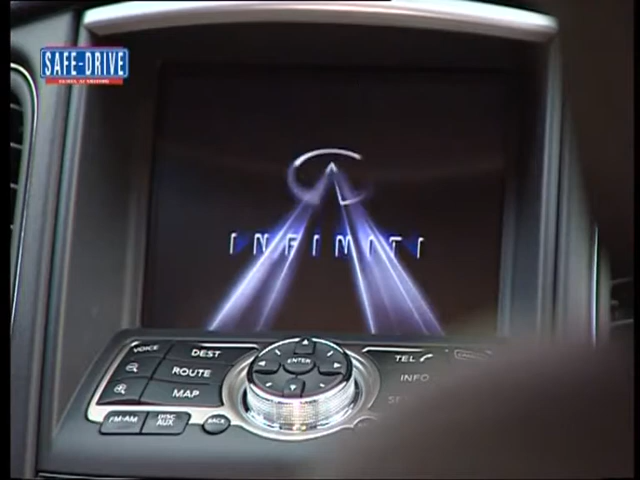 SAFE-DRIVE
INFINITI
VOICE
DEST
ENTER
TEL
ROUTE
INFO
MAP
FM-AM
DISC
AUX
BACK